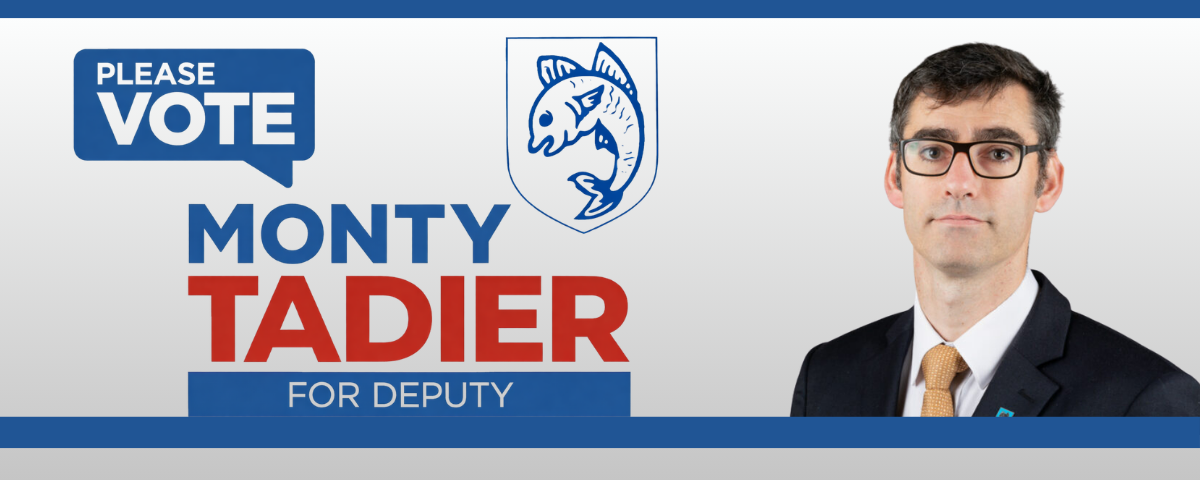 PLEASE
VOTE
MONTY
TADIER
FOR DEPUTY